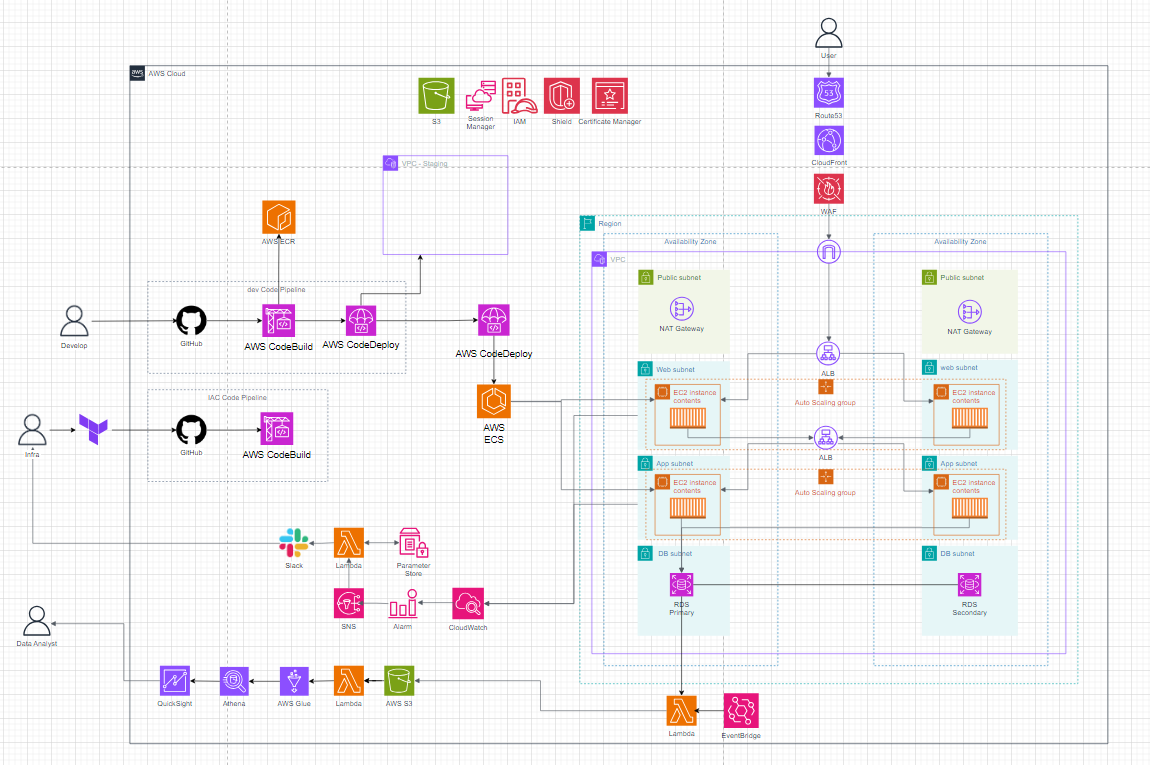 User
aws
AWS Cloud
S3
Session
Manager
IAM
Shield
Certificate Manager
53
Route53
CloudFront
WAF
VPC - Staging
AWS ECR
Region
Availability Zone
Availability Zone
VPC
Public subnet
NAT Gateway
Public subnet
NAT Gateway
dev Code Pipeline
Develop
GitHub
AWS CodeBuild
AWS CodeDeploy
AWS CodeDeploy
ALB
Web subnet
web subnet
EC2 instance
contents
Auto Scaling group
EC2 instance
contents
IAC Code Pipeline
Infra
GitHub
AWS CodeBuild
AWS
ECS
ALB
App subnet
App subnet
EC2 instance
contents
Auto Scaling group
EC2 instance
contents
Slack
Lambda
Parameter
Store
DB subnet
DB subnet
RDS
Primary
RDS
Secondary
SNS
Alarm
CloudWatch
Data Analyst
QuickSight
Athena
AWS Glue
Lambda
AWS S3
Lambda
EventBridge